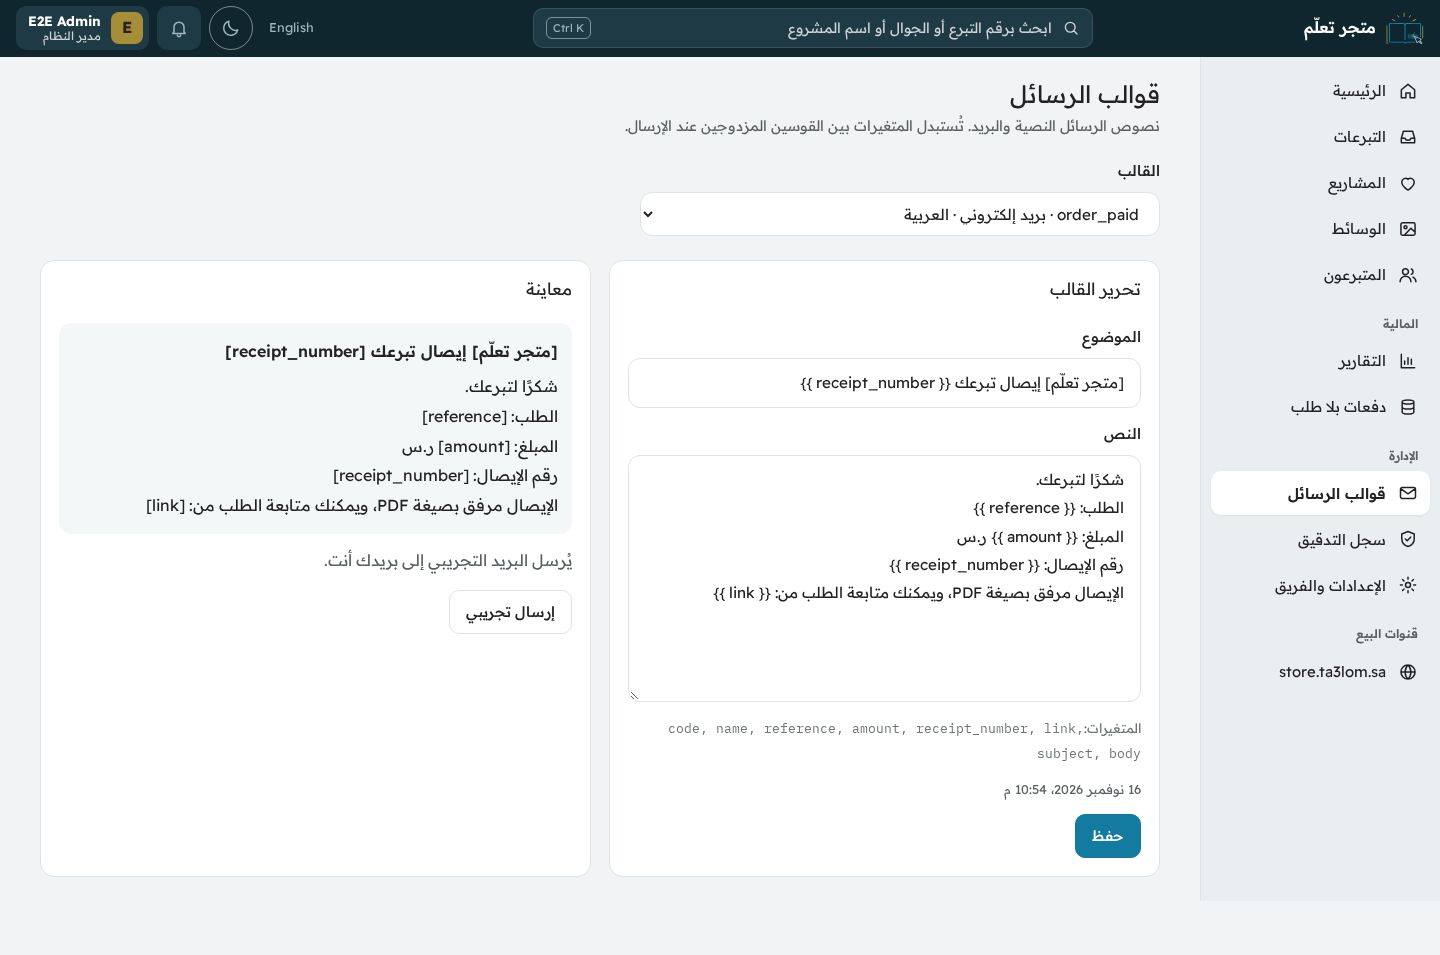 متجر تعلّم
ابحث برقم التبرع أو الجوال أو اسم المشروع
Ctrl K
English
E
E2E Admin
مدير النظام
الرئيسية
التبرعات
المشاريع
الوسائط
المتبرعون
المالية
التقارير
دفعات بلا طلب
الإدارة
قوالب الرسائل
سجل التدقيق
الإعدادات والفريق
قنوات البيع
store.ta3lom.sa
قوالب الرسائل
نصوص الرسائل النصية والبريد. تُستبدل المتغيرات بين القوسين المزدوجين عند الإرسال.
القالب
order_paid · بريد إلكتروني · العربية
تحرير القالب
الموضوع
[متجر تعلّم] إيصال تبرعك {{ receipt_number }}
النص
شكرًا لتبرعك.
الطلب: {{ reference }}
المبلغ: {{ amount }} ر.س
رقم الإيصال: {{ receipt_number }}
الإيصال مرفق بصيغة PDF، ويمكنك متابعة الطلب من: {{ link }}
المتغيرات: code, name, reference, amount, receipt_number, link,
subject, body
16 نوفمبر 2026، 10:54 م
حفظ
معاينة
[متجر تعلّم] إيصال تبرعك [receipt_number]
شكرًا لتبرعك.
الطلب: [reference]
المبلغ: [amount] ر.س
رقم الإيصال: [receipt_number]
الإيصال مرفق بصيغة PDF، ويمكنك متابعة الطلب من: [link]
يُرسل البريد التجريبي إلى بريدك أنت.
إرسال تجريبي